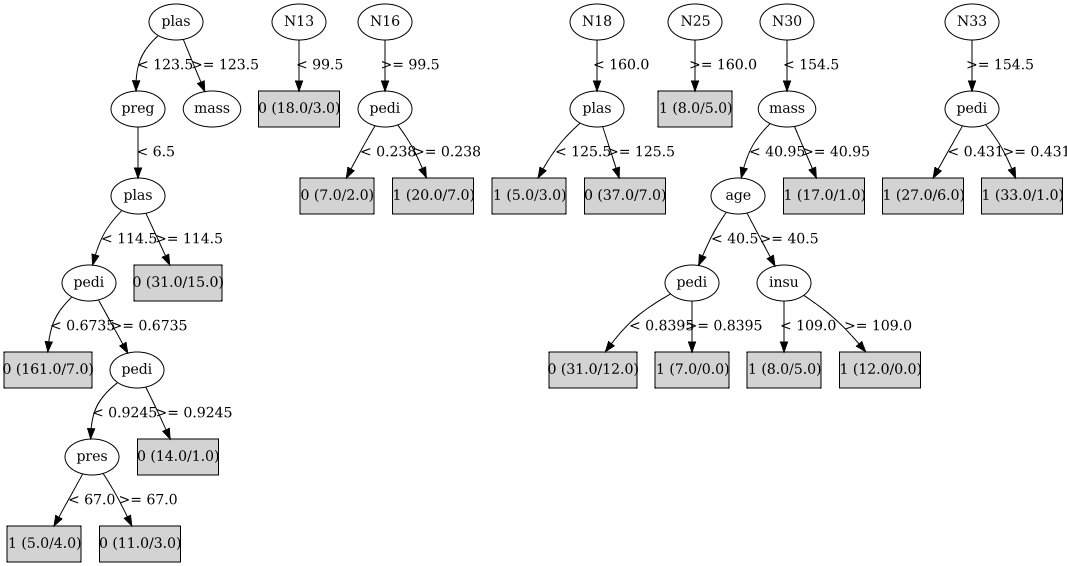 plas N13 N16 N18 N25 N30 N33
< 123.5 >= 123.5 < 99.5 >= 99.5 < 160.0 >= 160.0 < 154.5 >= 154.5
preg mass 0 (18.0/3.0) pedi plas 1 (8.0/5.0) mass pedi
< 6.5 < 0.238 >= 0.238 < 125.5 >= 125.5 < 40.95 >= 40.95 < 0.431 >= 0.431
plas 0 (7.0/2.0) 1 (20.0/7.0) 1 (5.0/3.0) 0 (37.0/7.0) age 1 (17.0/1.0) 1 (27.0/6.0) 1 (33.0/1.0)
< 114.5 >= 114.5 < 40.5 >= 40.5
pedi 0 (31.0/15.0) pedi insu
< 0.6735 >= 0.6735 < 0.8395 >= 0.8395 < 109.0 >= 109.0
0 (161.0/7.0) pedi 0 (31.0/12.0) 1 (7.0/0.0) 1 (8.0/5.0) 1 (12.0/0.0)
< 0.9245 >= 0.9245
pres 0 (14.0/1.0)
< 67.0 >= 67.0
1 (5.0/4.0) 0 (11.0/3.0)